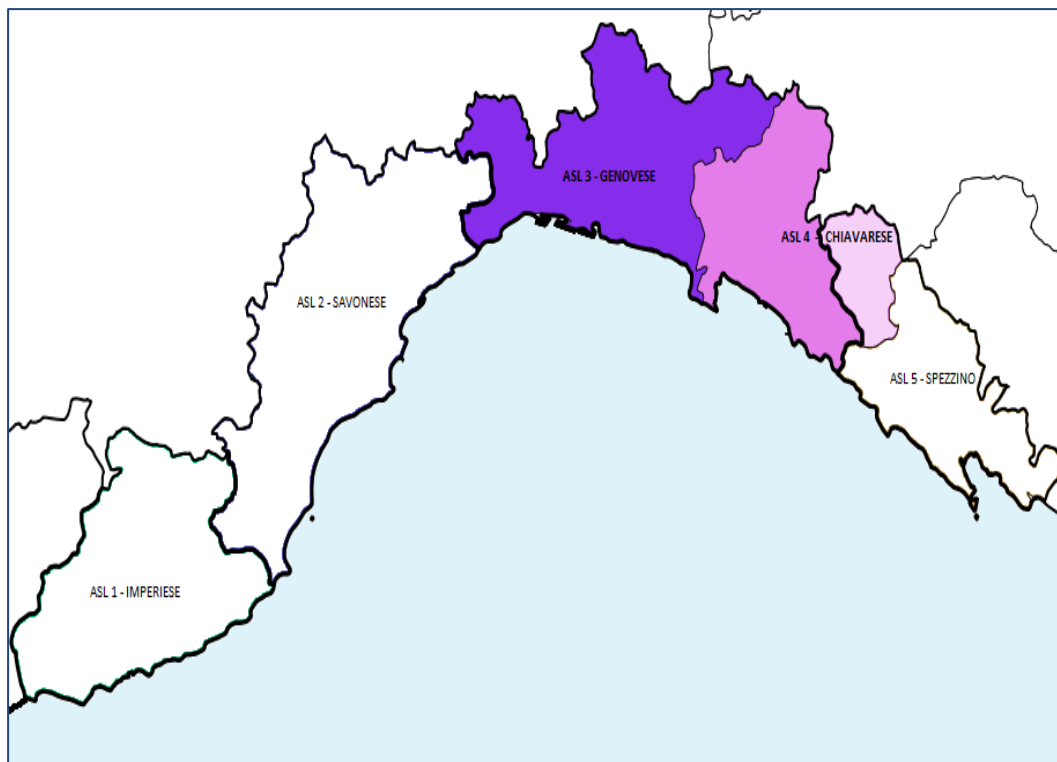 ASL 3 - GENOVESE
ASL 4 - CHIAVARESE
ASL 2 - SAVONESE
ASL 5 - SPEZZINO
ASL 1 - IMPERIESE